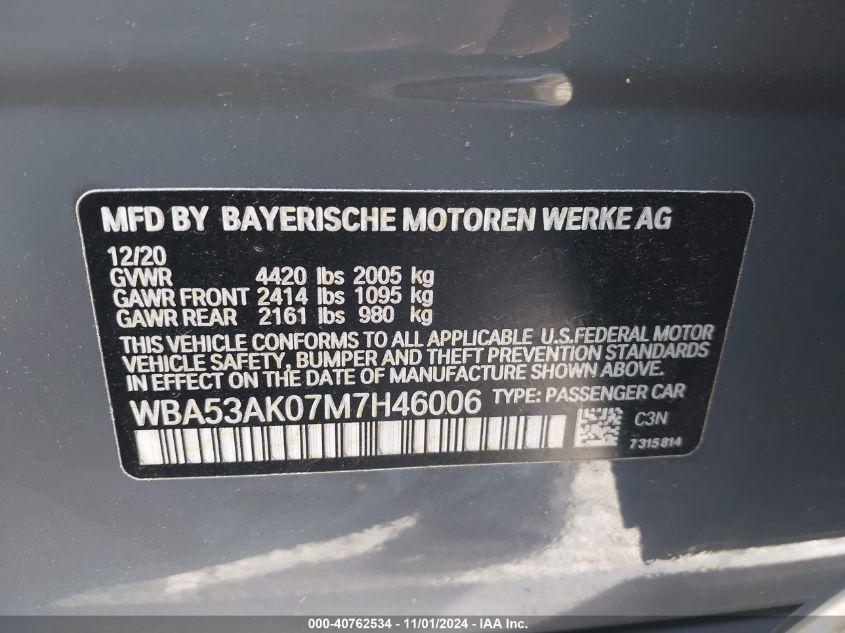 MFD BY BAYERISCHE MOTOREN WERKE AG
12/20
GVWR 4420 lbs 2005 kg
GAWR FRONT 2414 lbs 1095 kg
GAWR REAR 2161 lbs 980 kg
THIS VEHICLE CONFORMS TO ALL APPLICABLE U.S.FEDERAL MOTOR
VEHICLE SAFETY, BUMPER AND THEFT PREVENTION STANDARDS
IN EFFECT ON THE DATE OF MANUFACTURE SHOWN ABOVE.
WBA53AK07M7H46006 TYPE: PASSENGER CAR
C3N
7315814
000-40762534 - 11/01/2024 - IAA Inc.